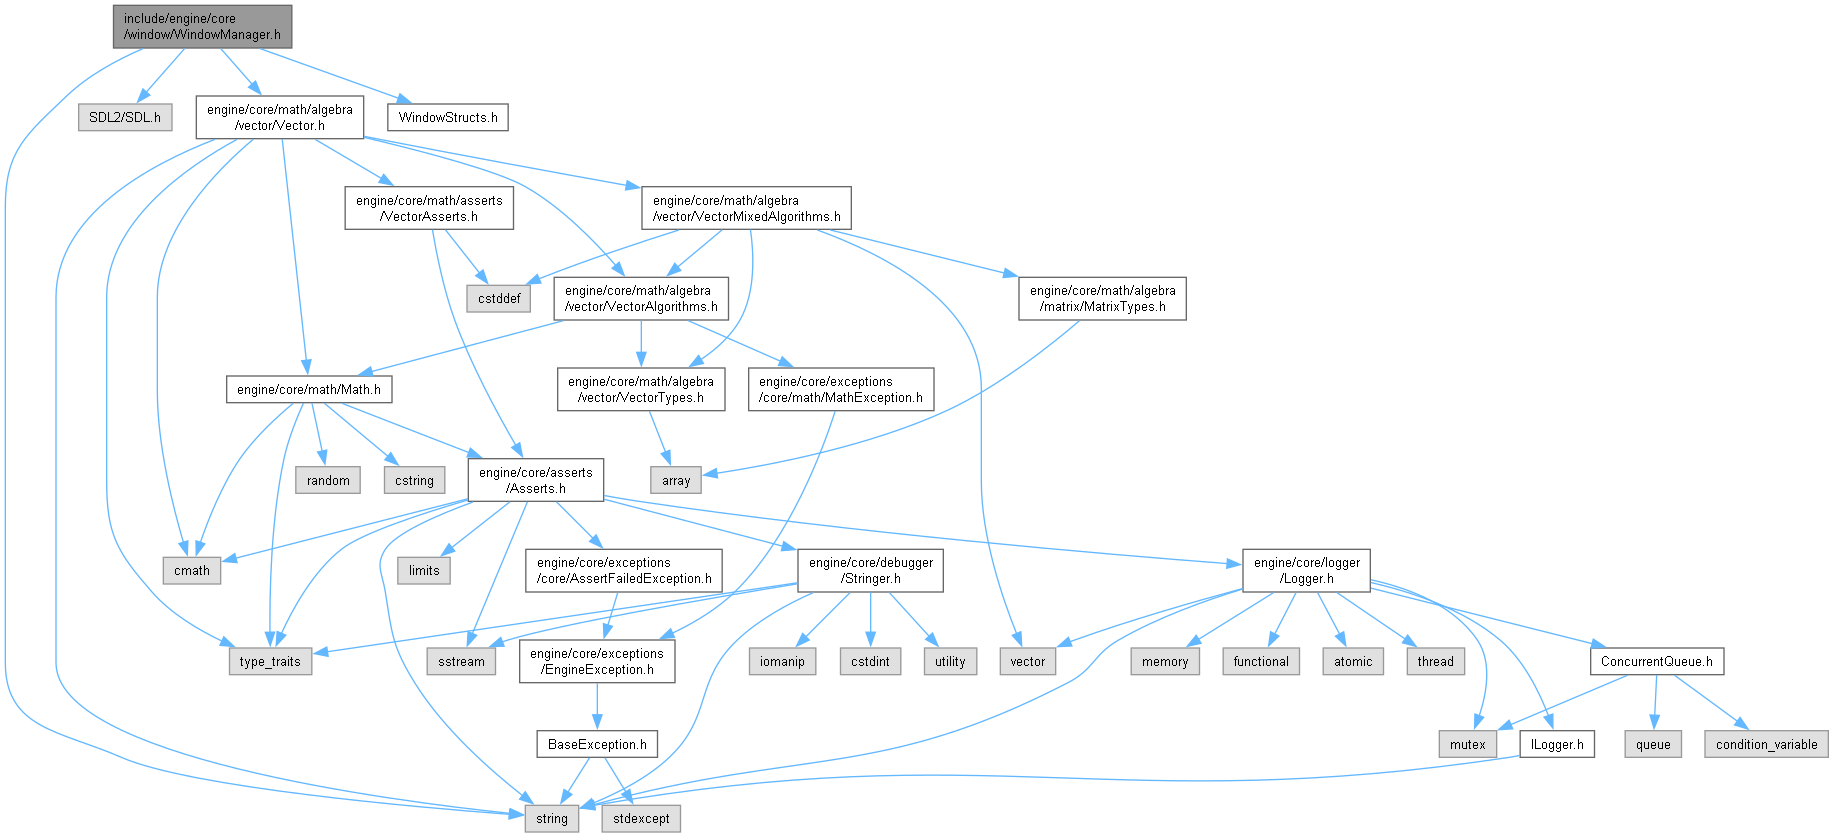 include/engine/core
/window/WindowManager.h
SDL2/SDL.h
engine/core/math/algebra
/vector/Vector.h
WindowStructs.h
engine/core/math/asserts
/VectorAsserts.h
engine/core/math/algebra
/vector/VectorMixedAlgorithms.h
cstddef
engine/core/math/algebra
/vector/VectorAlgorithms.h
engine/core/math/algebra
/matrix/MatrixTypes.h
engine/core/math/Math.h
engine/core/math/algebra
/vector/VectorTypes.h
engine/core/exceptions
/core/math/MathException.h
random
cstring
engine/core/asserts
/Asserts.h
array
cmath
limits
engine/core/exceptions
/core/AssertFailedException.h
engine/core/debugger
/Stringer.h
engine/core/logger
/Logger.h
type_traits
sstream
engine/core/exceptions
/EngineException.h
iomanip
cstdint
utility
vector
memory
functional
atomic
thread
ConcurrentQueue.h
BaseException.h
mutex
ILogger.h
queue
condition_variable
string
stdexcept